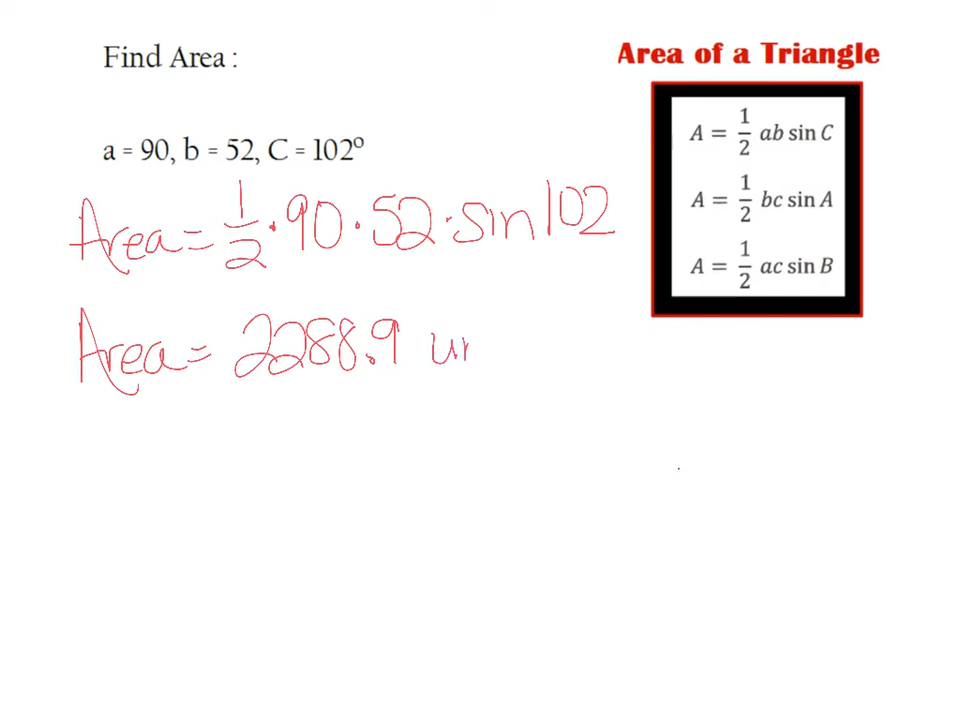 Find Area :
a = 90, b = 52, C = 102°
Area = 1/2 · 90 · 52 · sin 102
Area = 2288.9
Area of a Triangle
A = 1/2 ab sin C
A = 1/2 bc sin A
A = 1/2 ac sin B